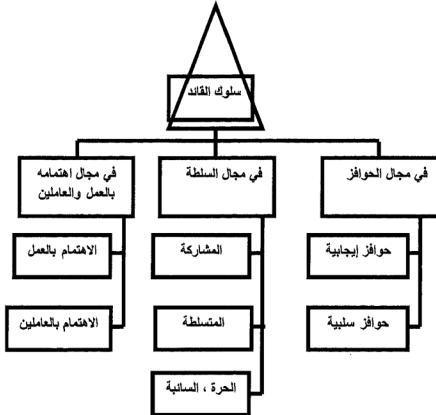 سلوك القائد
في مجال الحوافز
في مجال السلطة
في مجال اهتمامه
بالعمل والعاملين
حوافز إيجابية
المشاركة
الاهتمام بالعمل
حوافز سلبية
المتسلطة
الاهتمام بالعاملين
الحرة ، السائبة